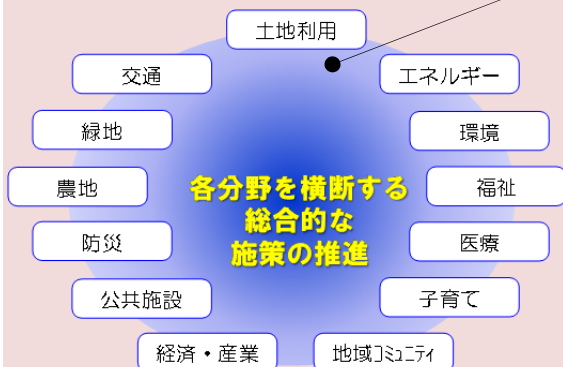 土地利用
交通
エネルギー
緑地
環境
農地
福祉
各分野を横断する
総合的な
施策の推進
防災
医療
公共施設
子育て
経済・産業
地域ｺﾐｭﾆﾃｨ